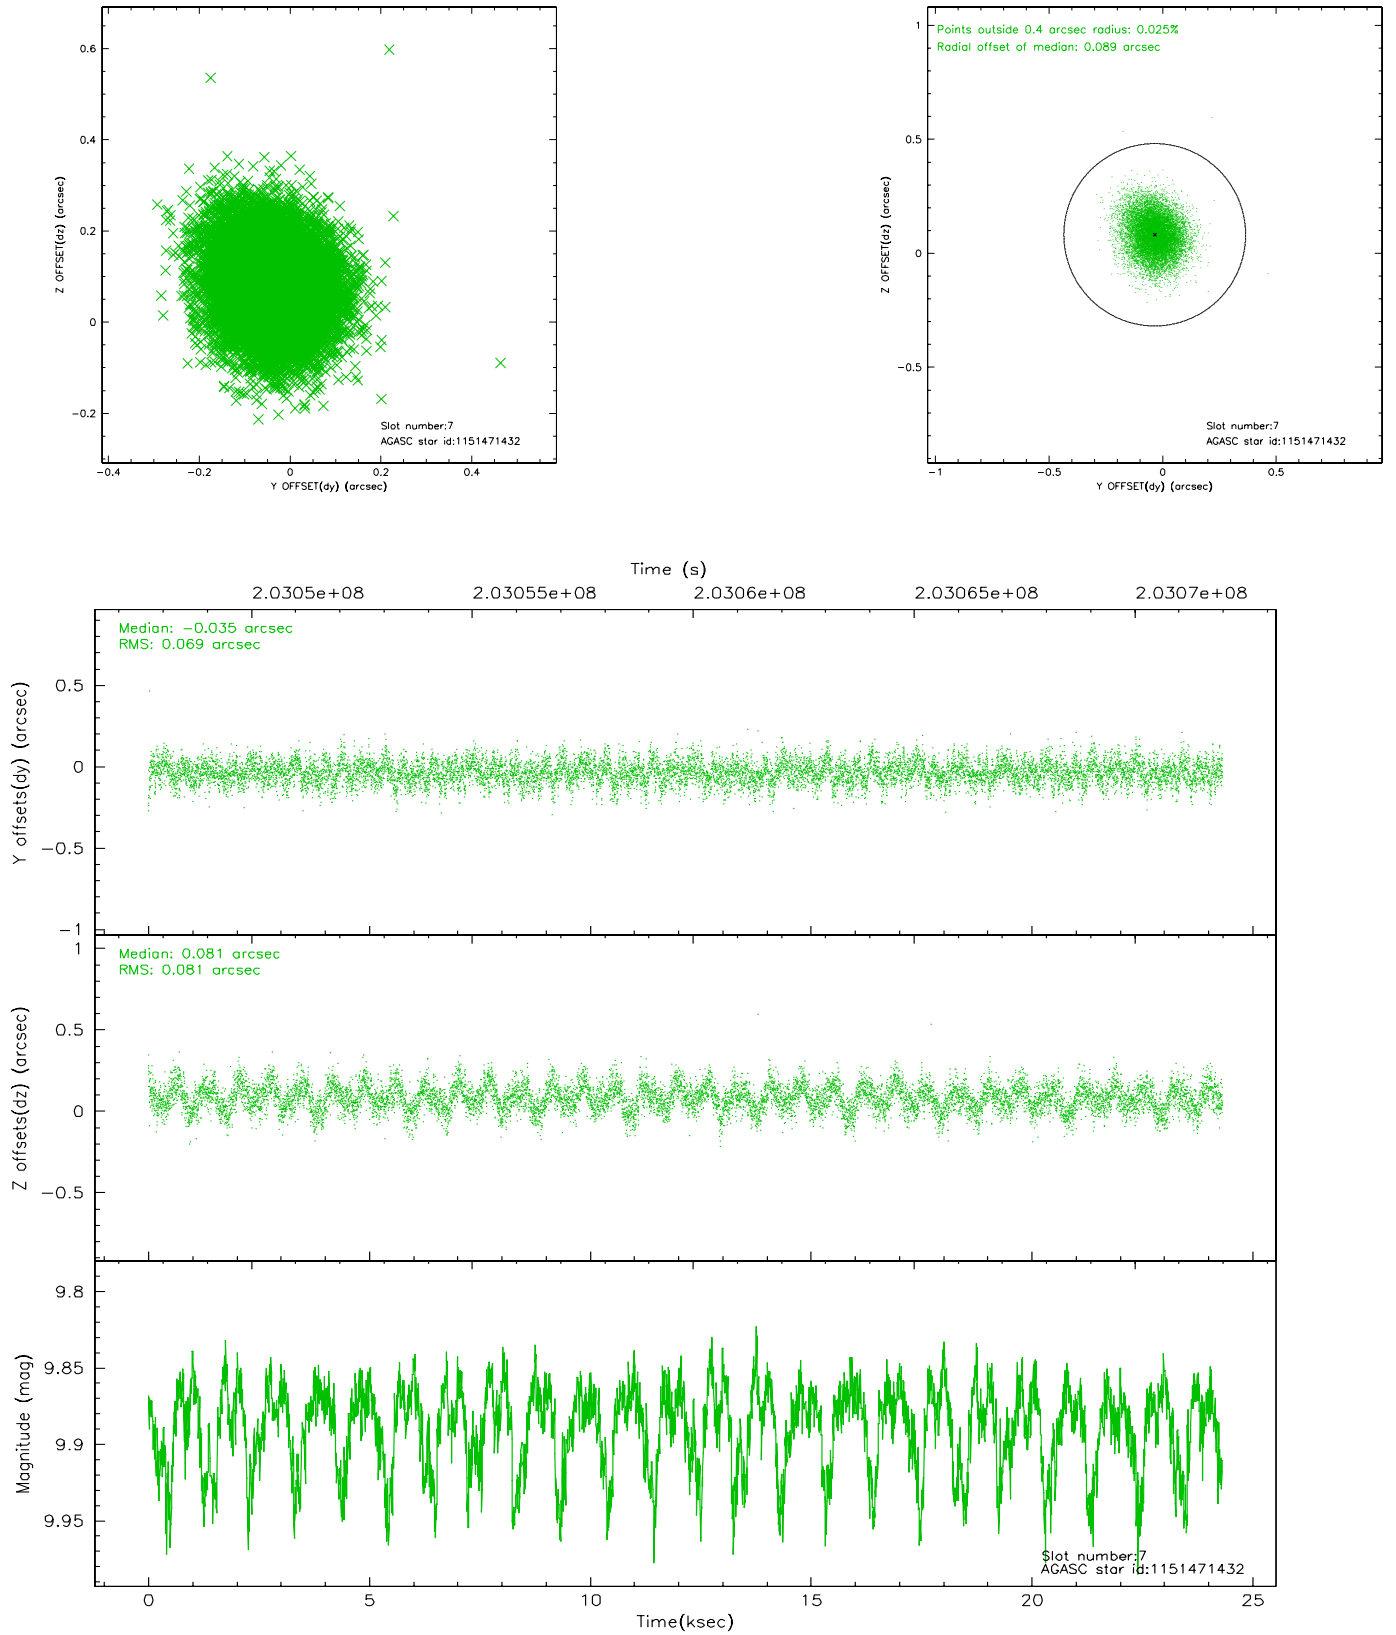 0.6
0.4
0.2
0
−0.2
Z OFFSET(dz) (arcsec)
−0.4 −0.2 0 0.2 0.4
Y OFFSET(dy) (arcsec)
Slot number:7
AGASC star id:1151471432
Points outside 0.4 arcsec radius: 0.025%
Radial offset of median: 0.089 arcsec
1
0.5
0
−0.5
Z OFFSET(dz) (arcsec)
−1 −0.5 0 0.5
Y OFFSET(dy) (arcsec)
Slot number:7
AGASC star id:1151471432
Time (s)
2.0305e+08 2.03055e+08 2.0306e+08 2.03065e+08 2.0307e+08
Median: −0.035 arcsec
RMS: 0.069 arcsec
0.5
0
−0.5
−1
Y offsets(dy) (arcsec)
Median: 0.081 arcsec
RMS: 0.081 arcsec
1
0.5
0
−0.5
Z offsets(dz) (arcsec)
9.8
9.85
9.9
9.95
Magnitude (mag)
Slot number:7
AGASC star id:1151471432
0 5 10 15 20 25
Time(ksec)